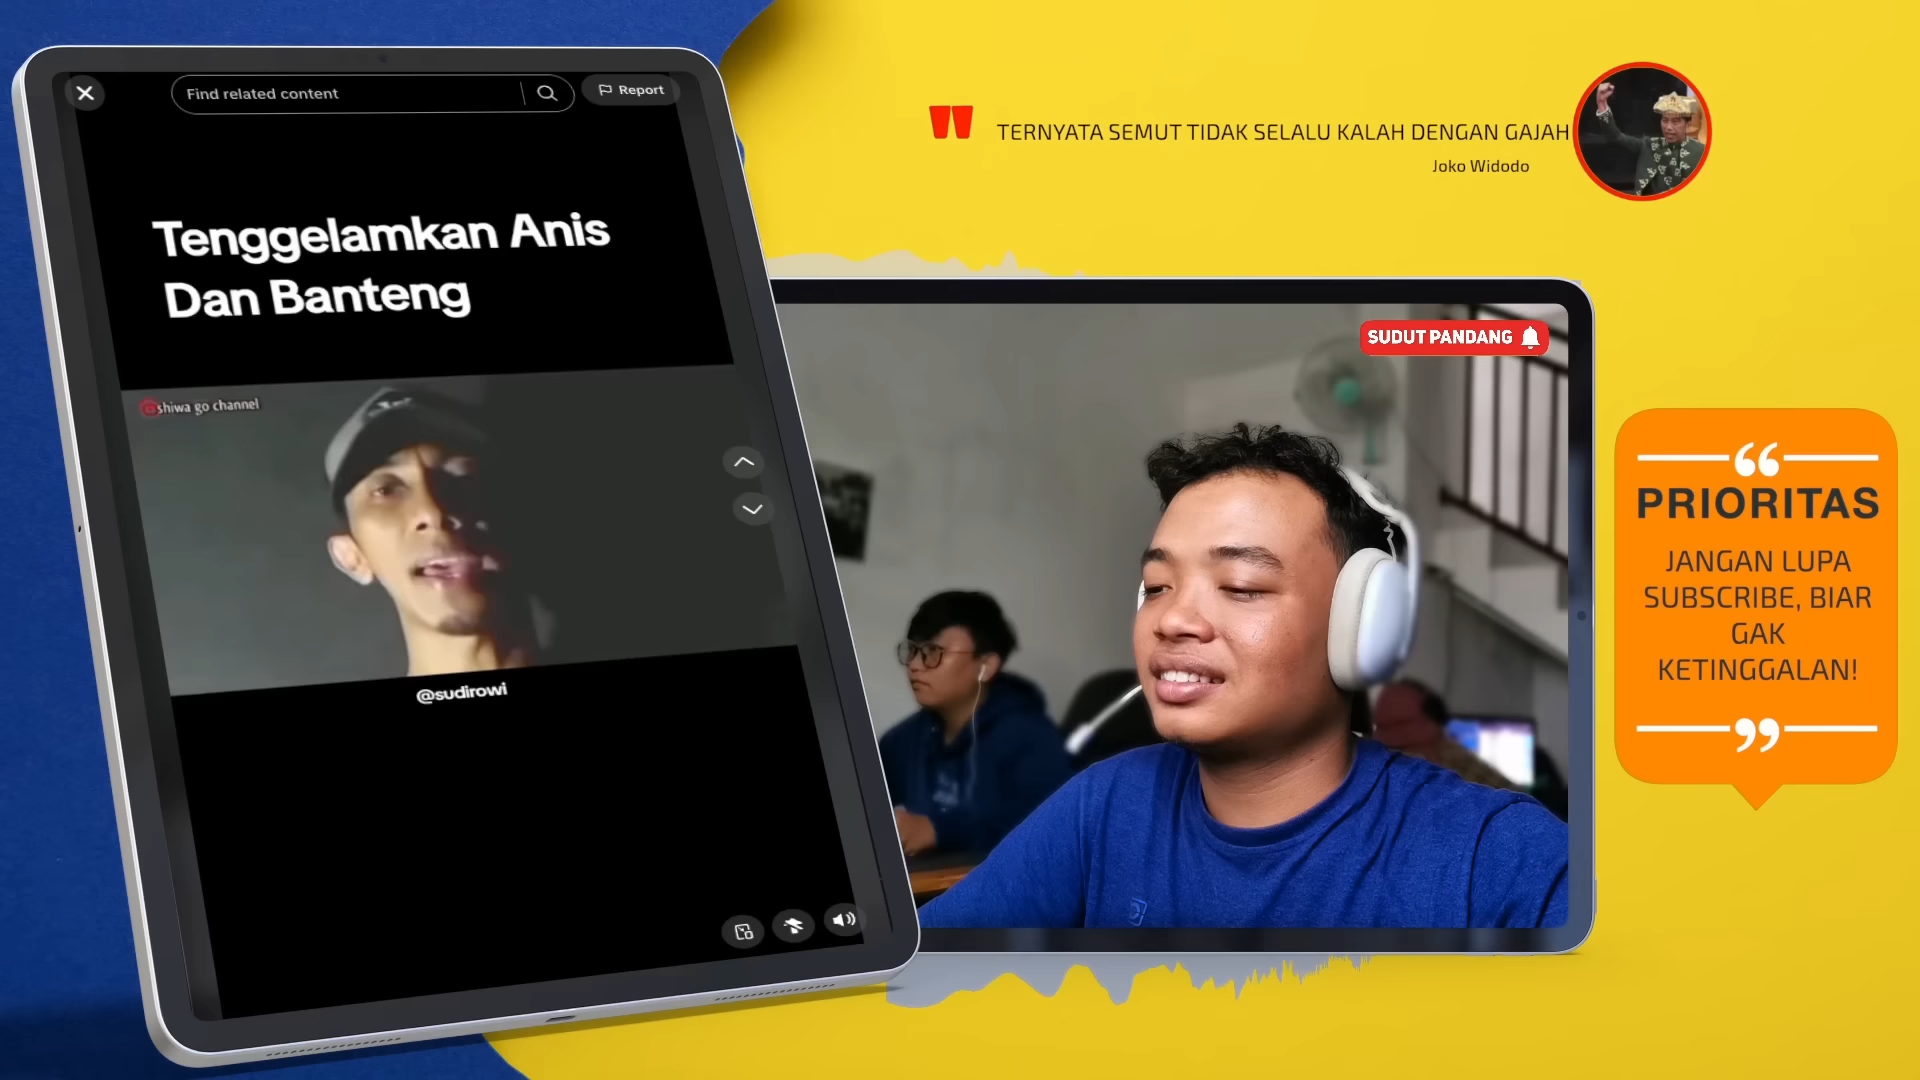 Find related content
Report
Tenggelamkan Anis
Dan Banteng
shiwa go channel
@sudirowi
TERNYATA SEMUT TIDAK SELALU KALAH DENGAN GAJAH
Joko Widodo
SUDUT PANDANG
PRIORITAS
JANGAN LUPA
SUBSCRIBE, BIAR
GAK
KETINGGALAN!